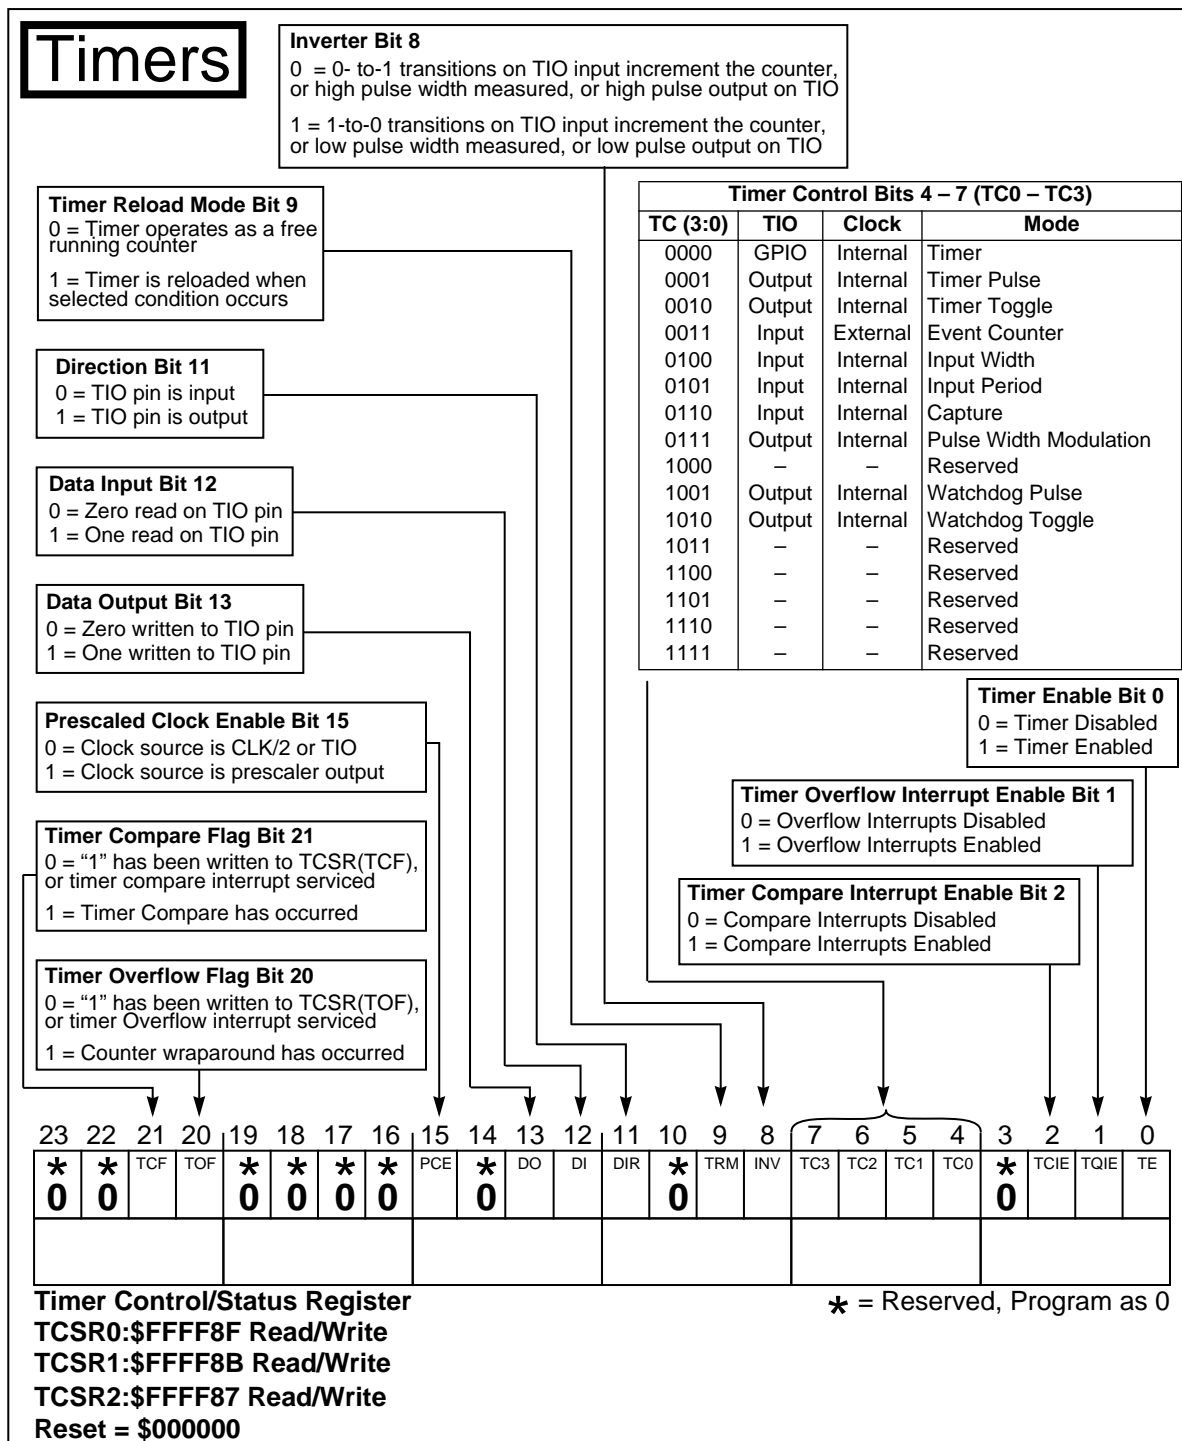 Timers
Inverter Bit 8
0 = 0- to-1 transitions on TIO input increment the counter,
or high pulse width measured, or high pulse output on TIO
1 = 1-to-0 transitions on TIO input increment the counter,
or low pulse width measured, or low pulse output on TIO
Timer Reload Mode Bit 9
0 = Timer operates as a free
running counter
1 = Timer is reloaded when
selected condition occurs
Direction Bit 11
0 = TIO pin is input
1 = TIO pin is output
Data Input Bit 12
0 = Zero read on TIO pin
1 = One read on TIO pin
Data Output Bit 13
0 = Zero written to TIO pin
1 = One written to TIO pin
Prescaled Clock Enable Bit 15
0 = Clock source is CLK/2 or TIO
1 = Clock source is prescaler output
Timer Compare Flag Bit 21
0 = “1” has been written to TCSR(TCF),
or timer compare interrupt serviced
1 = Timer Compare has occurred
Timer Overflow Flag Bit 20
0 = “1” has been written to TCSR(TOF),
or timer Overflow interrupt serviced
1 = Counter wraparound has occurred
Timer Control Bits 4 – 7 (TC0 – TC3)
TC (3:0) TIO Clock Mode
0000 GPIO Internal Timer
0001 Output Internal Timer Pulse
0010 Output Internal Timer Toggle
0011 Input External Event Counter
0100 Input Internal Input Width
0101 Input Internal Input Period
0110 Input Internal Capture
0111 Output Internal Pulse Width Modulation
1000 – – Reserved
1001 Output Internal Watchdog Pulse
1010 Output Internal Watchdog Toggle
1011 – – Reserved
1100 – – Reserved
1101 – – Reserved
1110 – – Reserved
1111 – – Reserved
Timer Enable Bit 0
0 = Timer Disabled
1 = Timer Enabled
Timer Overflow Interrupt Enable Bit 1
0 = Overflow Interrupts Disabled
1 = Overflow Interrupts Enabled
Timer Compare Interrupt Enable Bit 2
0 = Compare Interrupts Disabled
1 = Compare Interrupts Enabled
23 22 21 20 19 18 17 16 15 14 13 12 11 10 9 8 7 6 5 4 3 2 1 0
* * TCF TOF * * * * PCE * DO DI DIR * TRM INV TC3 TC2 TC1 TC0 * TCIE TQIE TE
0 0 0 0 0 0 0 0 0
Timer Control/Status Register
* = Reserved, Program as 0
TCSR0:$FFFF8F Read/Write
TCSR1:$FFFF8B Read/Write
TCSR2:$FFFF87 Read/Write
Reset = $000000